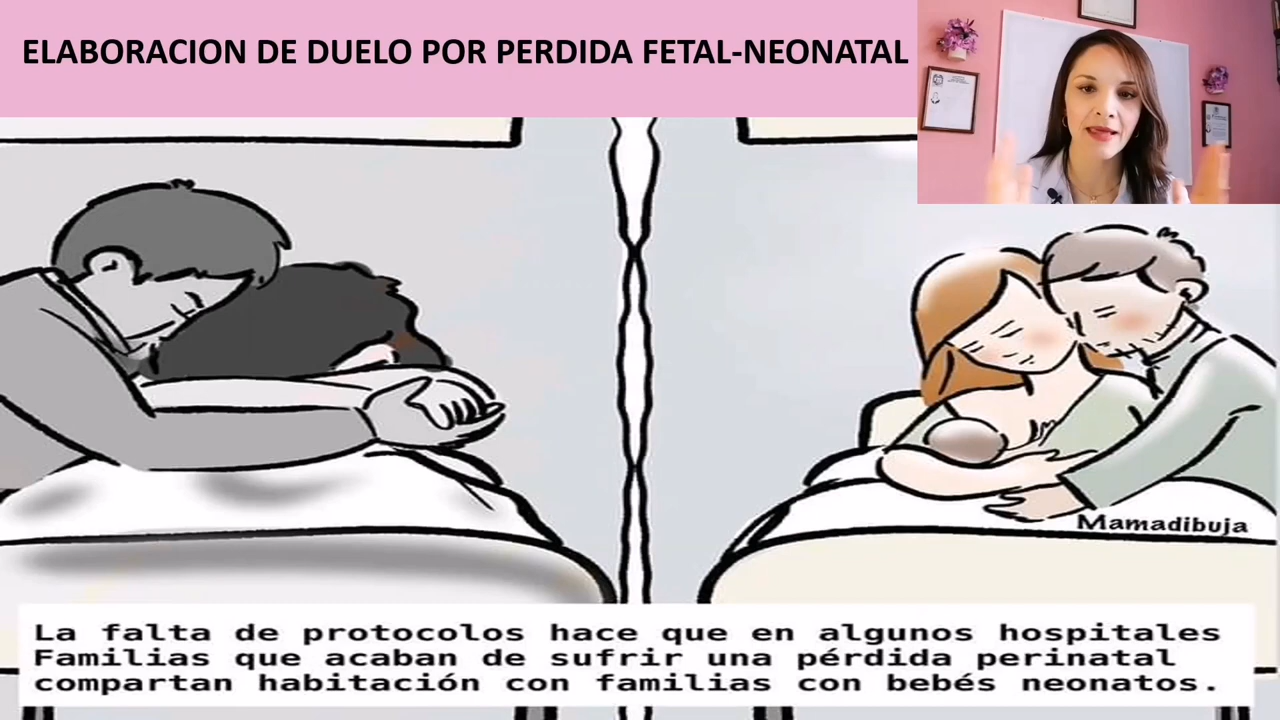 ELABORACION DE DUELO POR PERDIDA FETAL-NEONATAL
Mamadibuja
La falta de protocolos hace que en algunos hospitales
Familias que acaban de sufrir una pérdida perinatal
compartan habitación con familias con bebés neonatos.